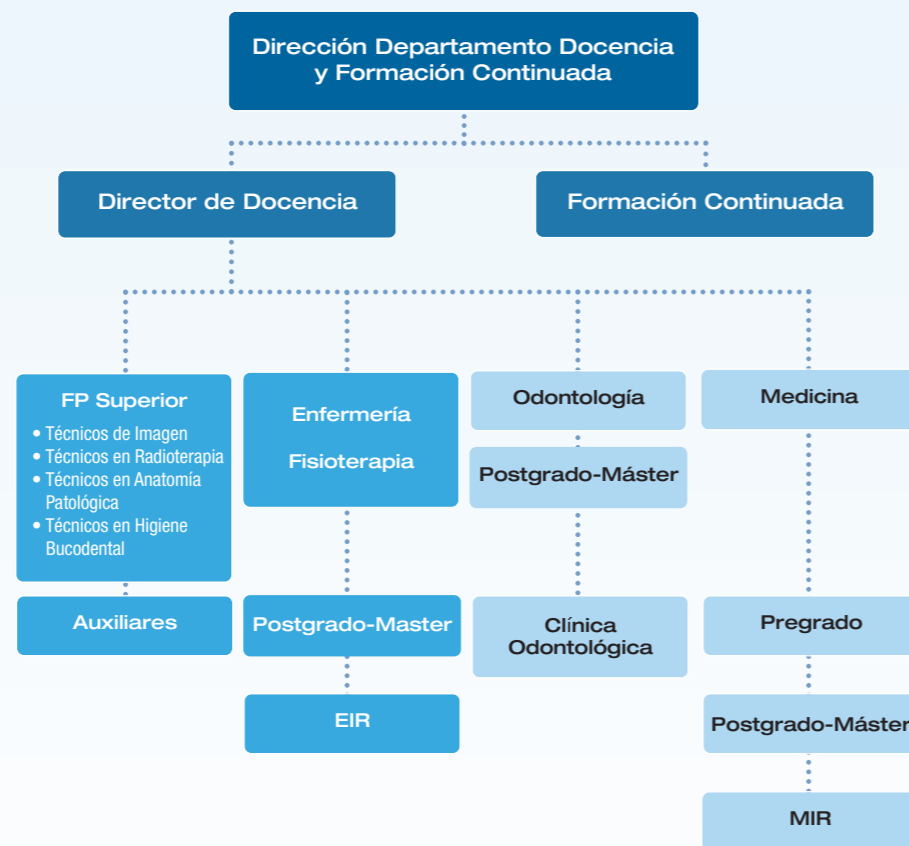 Dirección Departamento Docencia
y Formación Continuada
Director de Docencia
Formación Continuada
FP Superior
• Técnicos de Imagen
• Técnicos en Radioterapia
• Técnicos en Anatomía
Patológica
• Técnicos en Higiene
Bucodental
Auxiliares
Enfermería
Fisioterapia
Postgrado-Master
EIR
Odontología
Postgrado-Máster
Clínica
Odontológica
Medicina
Pregrado
Postgrado-Máster
MIR